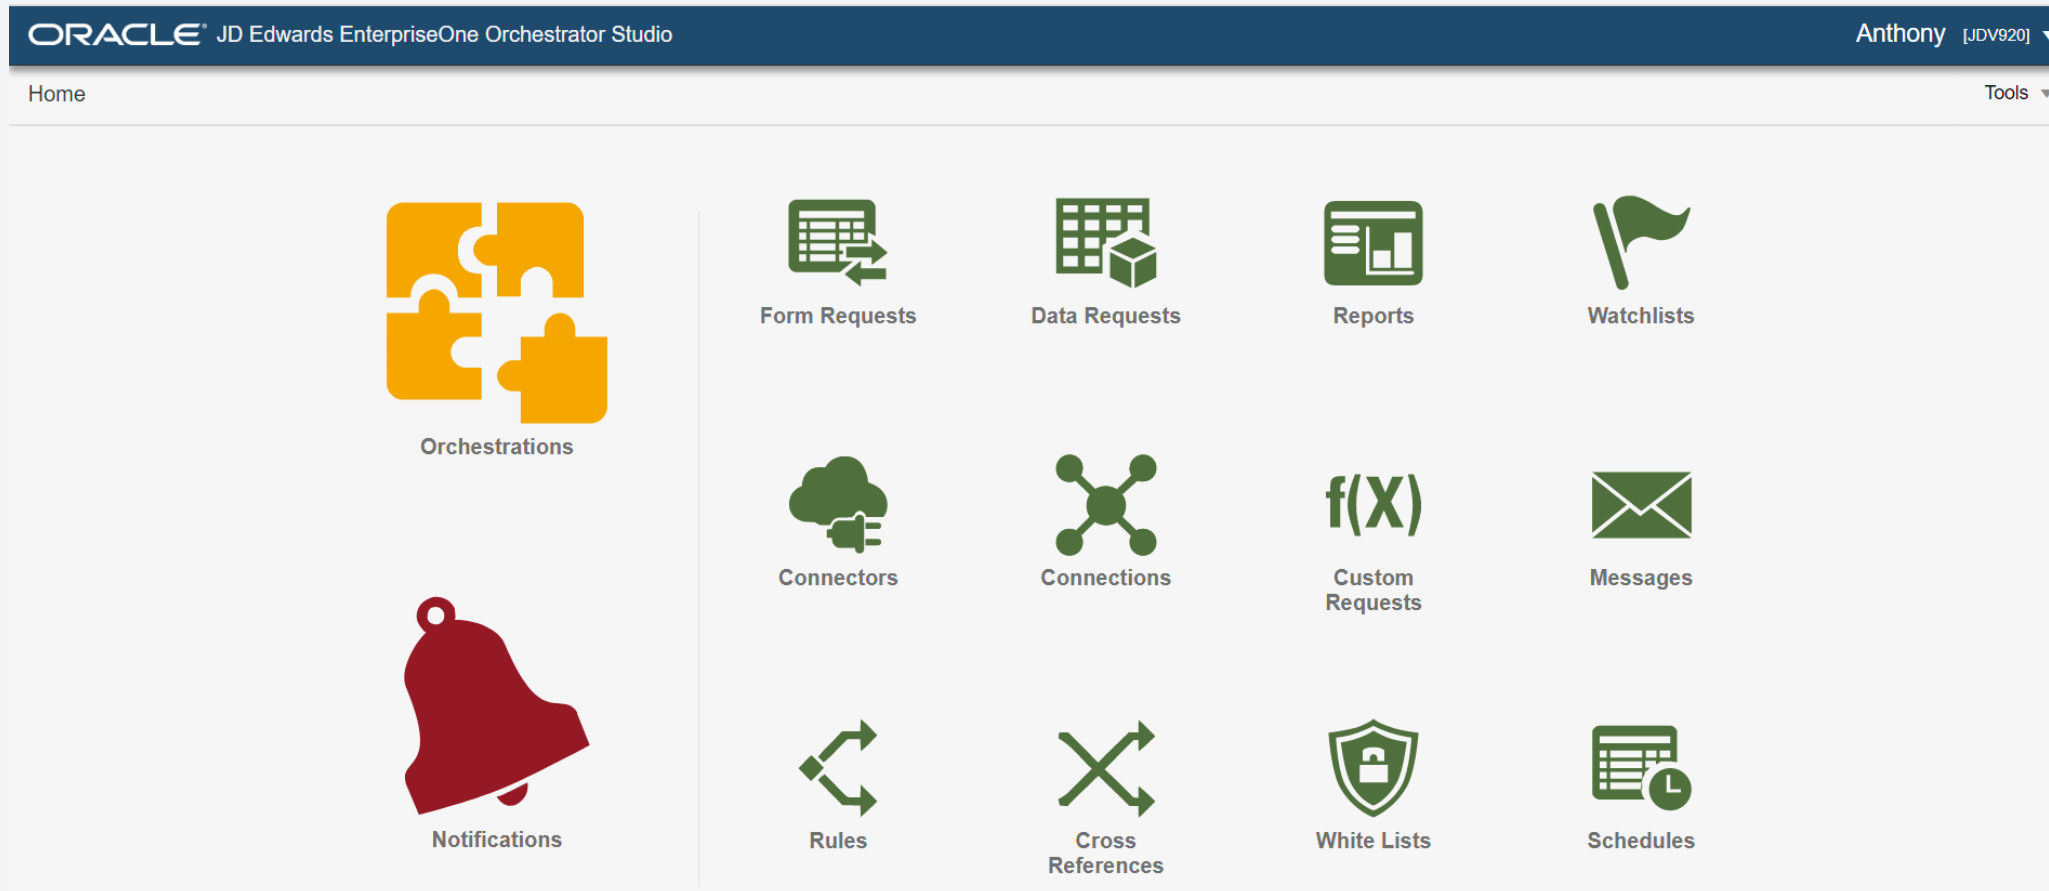 ORACLE® JD Edwards EnterpriseOne Orchestrator Studio
Anthony [JDV920]
Home
Tools
Orchestrations
Notifications
Form Requests
Data Requests
Reports
Watchlists
Connectors
Connections
f(X)
Custom
Requests
Messages
Rules
Cross
References
White Lists
Schedules